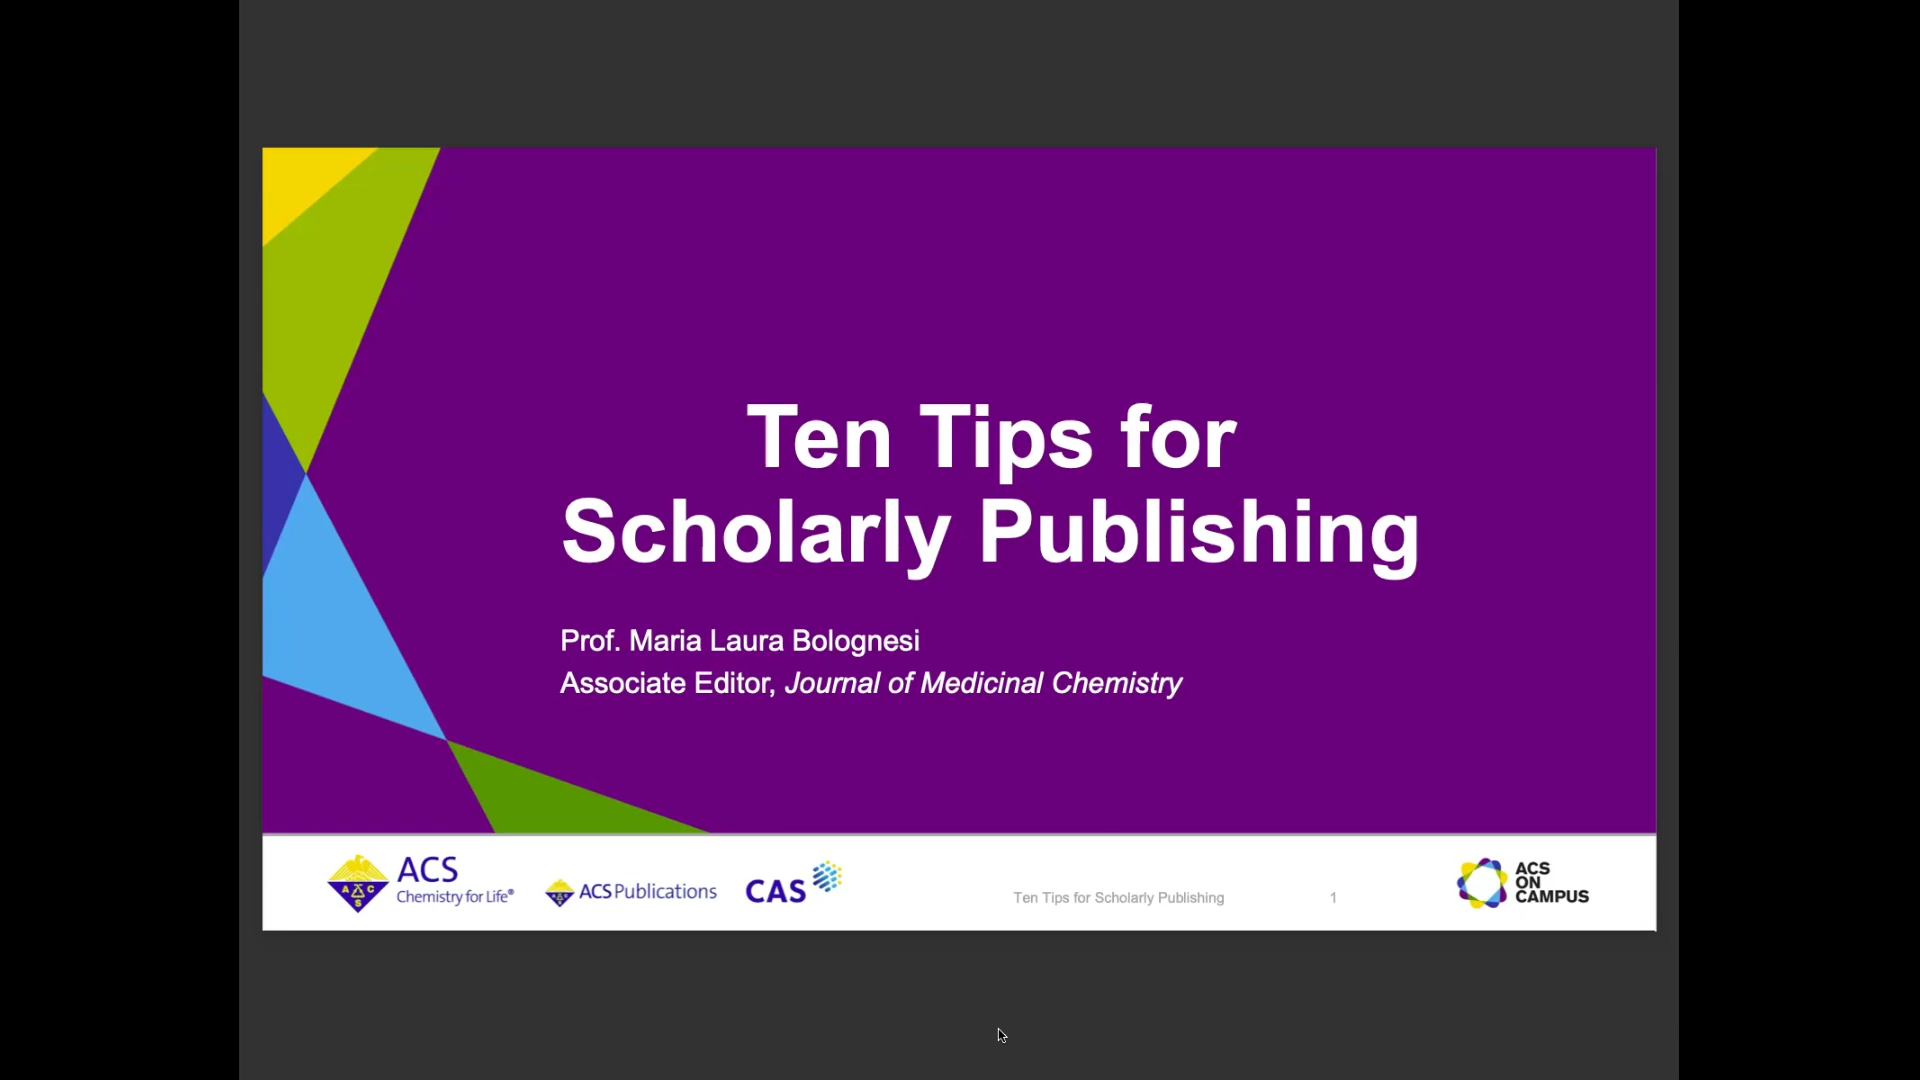 Ten Tips for
Scholarly Publishing
Prof. Maria Laura Bolognesi
Associate Editor, Journal of Medicinal Chemistry
A C S
ACS
Chemistry for Life®
ACS Publications
CAS
Ten Tips for Scholarly Publishing
1
ACS
ON
CAMPUS